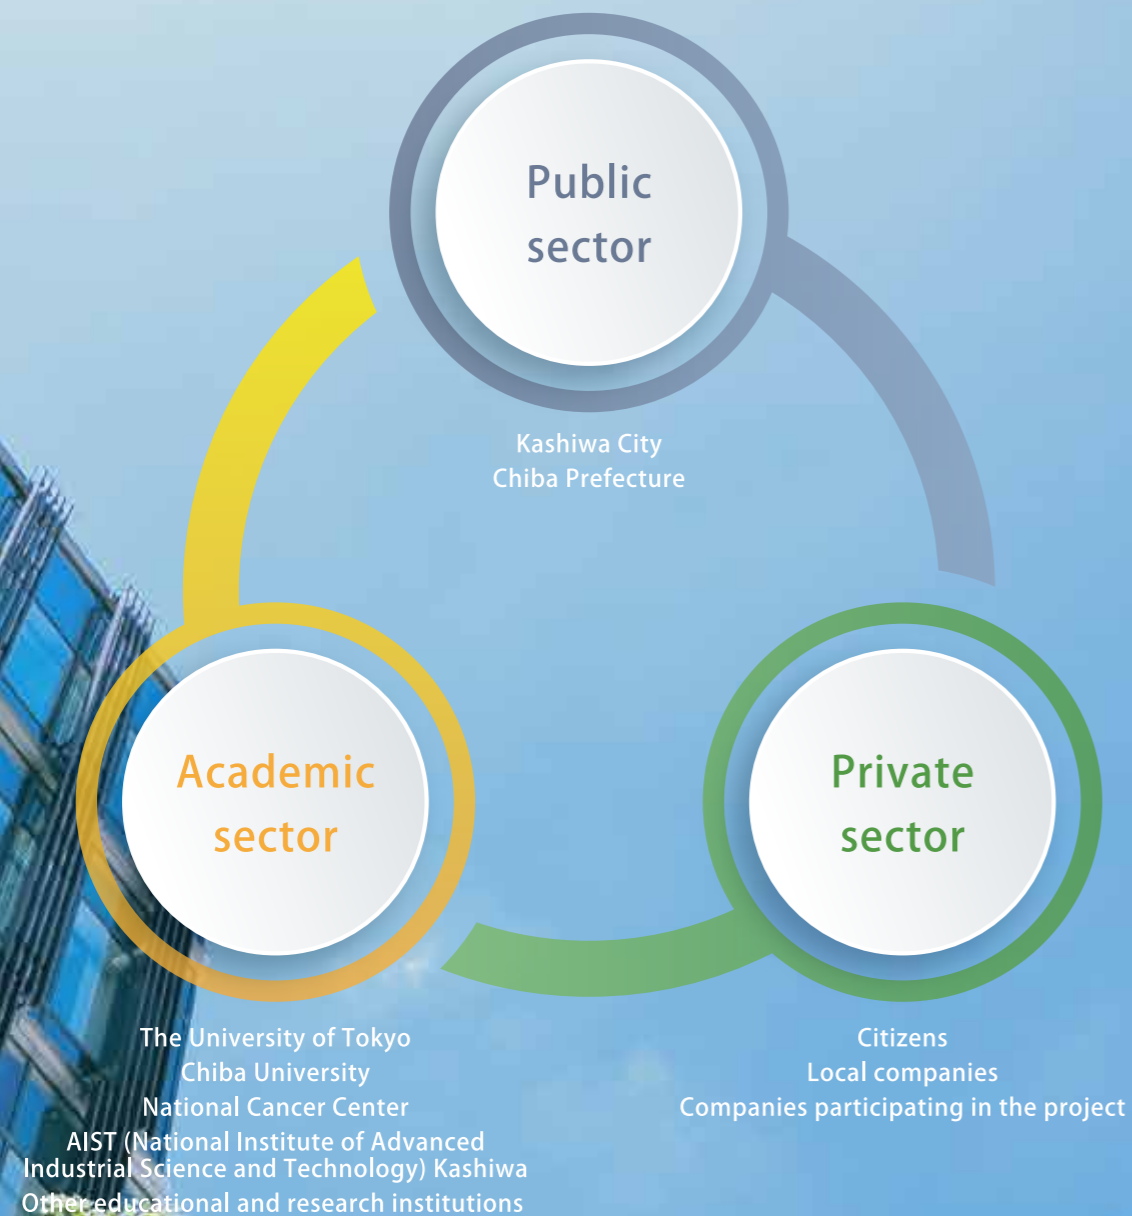 Public
sector
Kashiwa City
Chiba Prefecture
Academic
sector
The University of Tokyo
Chiba University
National Cancer Center
AIST (National Institute of Advanced
Industrial Science and Technology) Kashiwa
Other educational and research institutions
Private
sector
Citizens
Local companies
Companies participating in the project